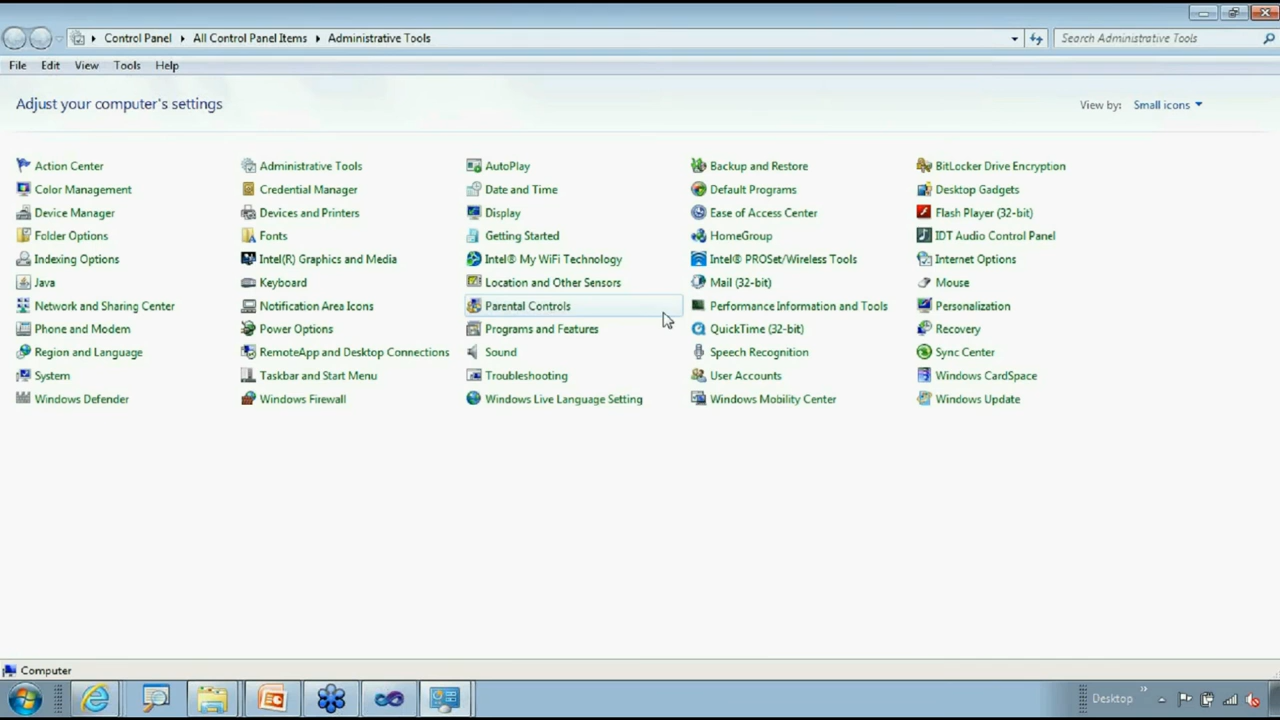 Control Panel All Control Panel Items Administrative Tools Search Administrative Tools
File Edit View Tools Help
Adjust your computer's settings View by: Small icons
Action Center Administrative Tools AutoPlay Backup and Restore BitLocker Drive Encryption
Color Management Credential Manager Date and Time Default Programs Desktop Gadgets
Device Manager Devices and Printers Display Ease of Access Center Flash Player (32-bit)
Folder Options Fonts Getting Started HomeGroup IDT Audio Control Panel
Indexing Options Intel(R) Graphics and Media Intel® My WiFi Technology Intel® PROSet/Wireless Tools Internet Options
Java Keyboard Location and Other Sensors Mail (32-bit) Mouse
Network and Sharing Center Notification Area Icons Parental Controls Performance Information and Tools Personalization
Phone and Modem Power Options Programs and Features QuickTime (32-bit) Recovery
Region and Language RemoteApp and Desktop Connections Sound Speech Recognition Sync Center
System Taskbar and Start Menu Troubleshooting User Accounts Windows CardSpace
Windows Defender Windows Firewall Windows Live Language Setting Windows Mobility Center Windows Update
Computer
Desktop